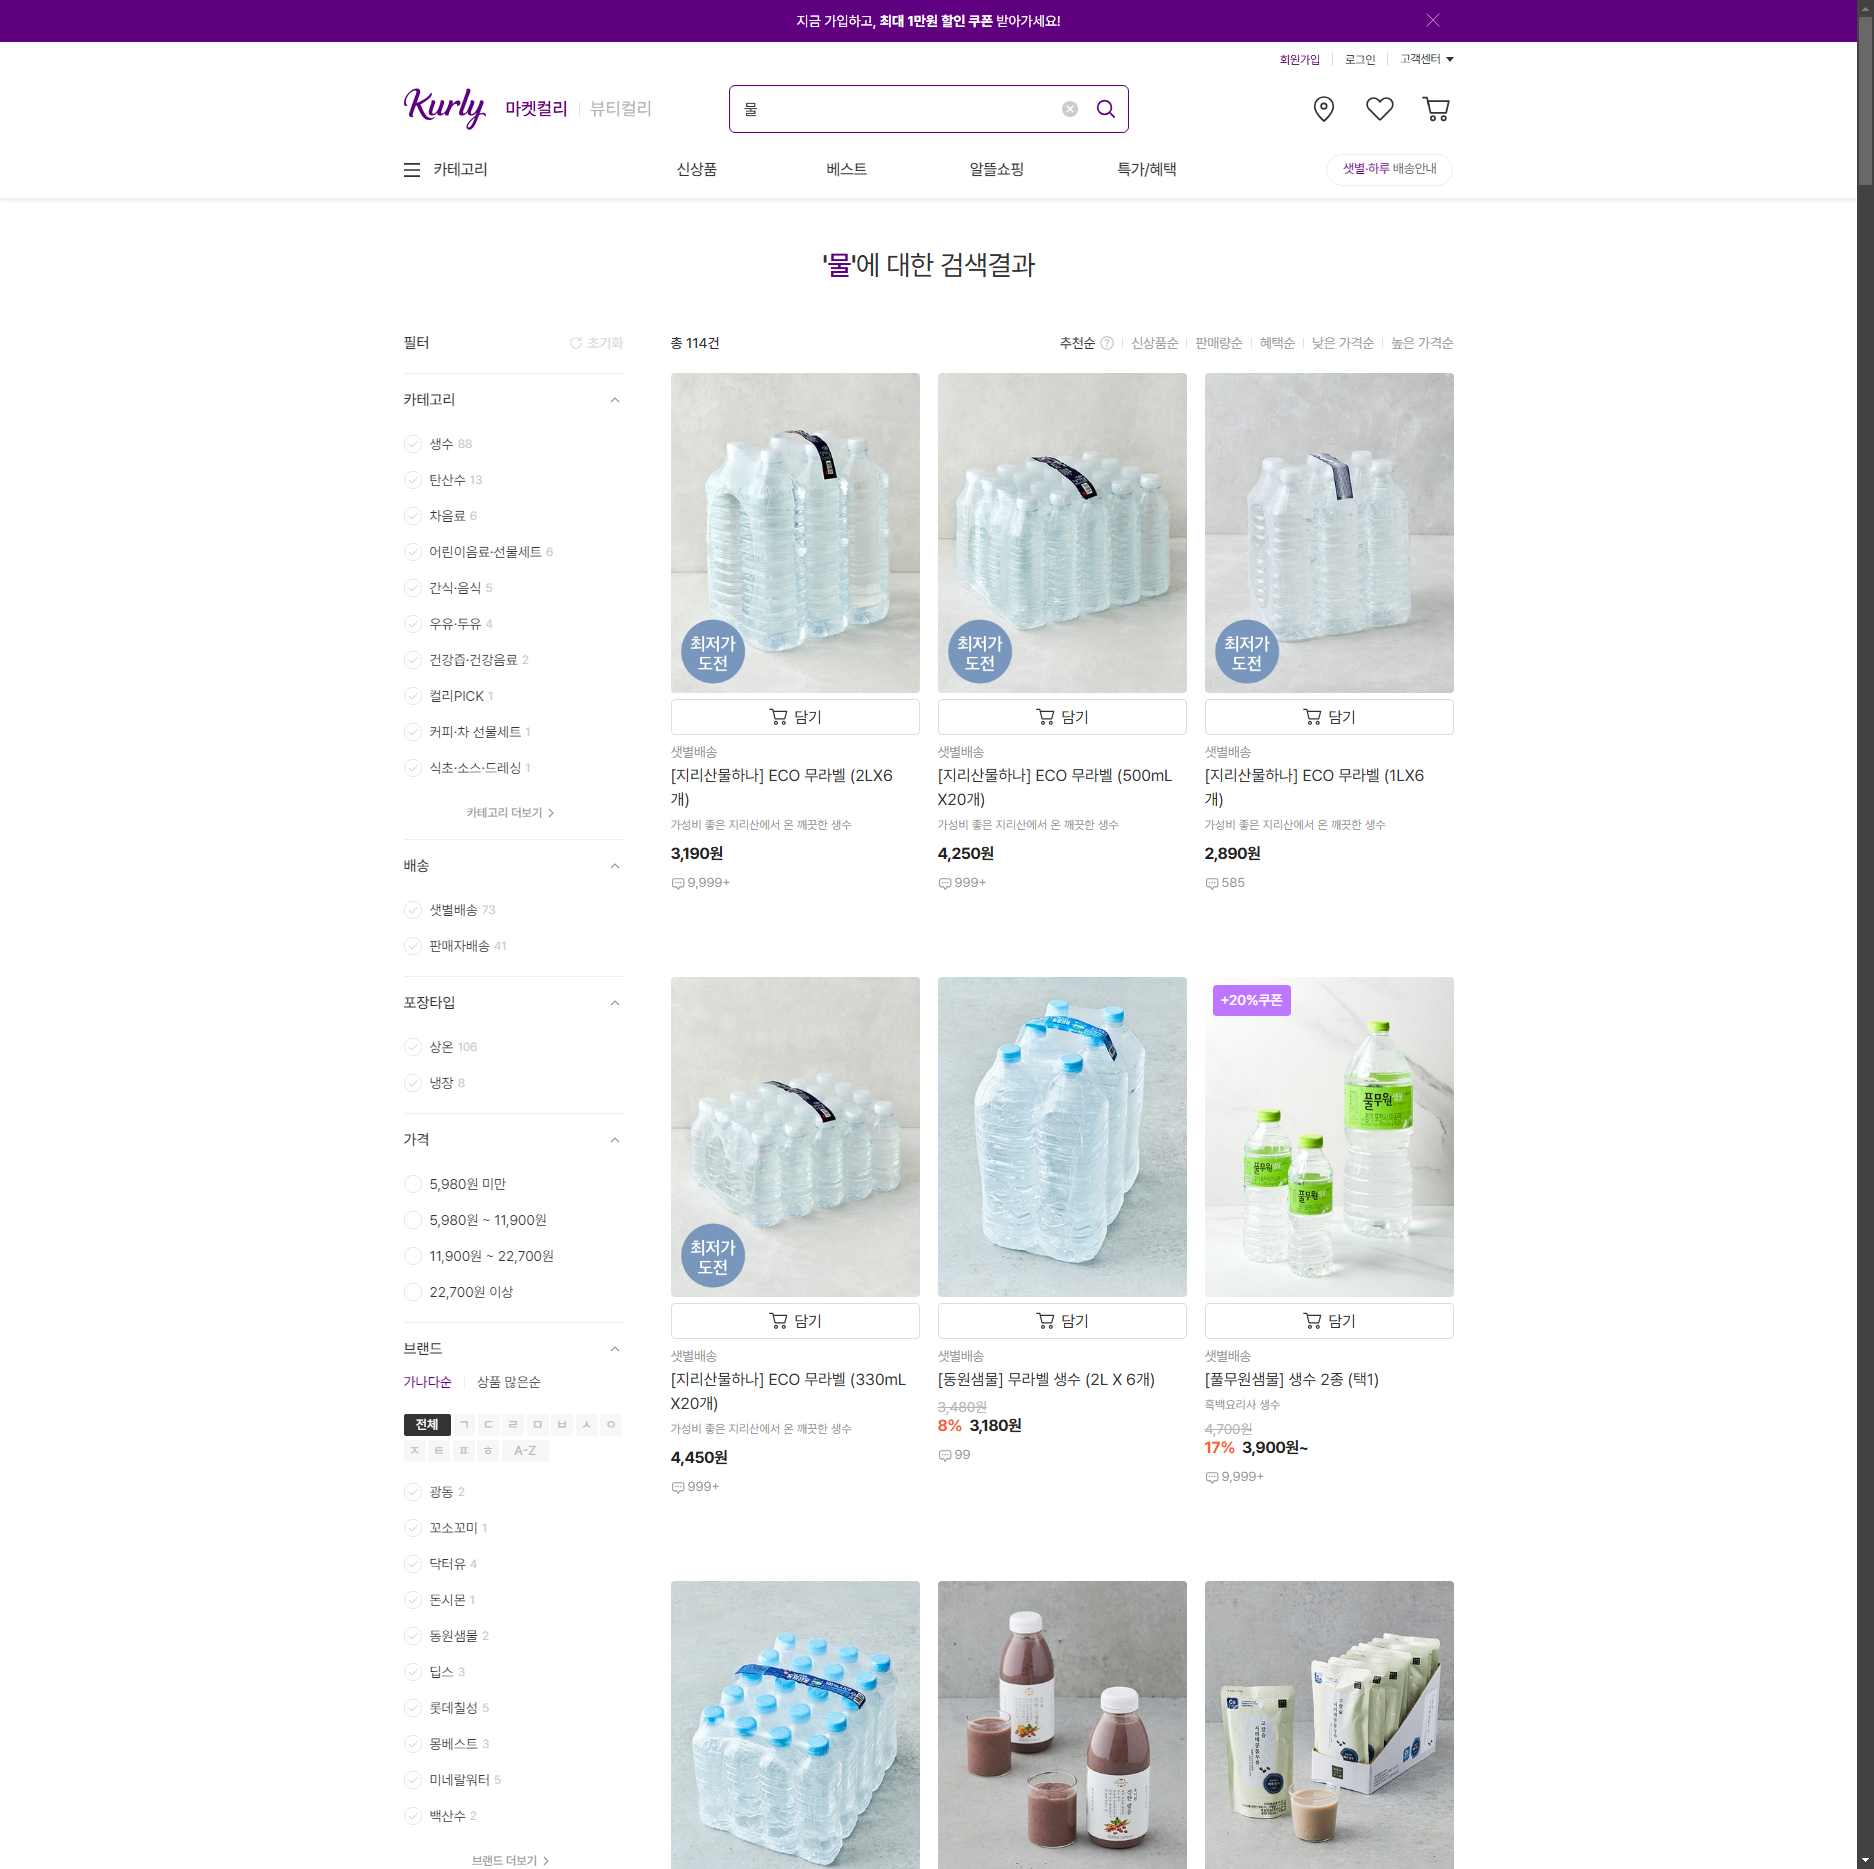 지금 가입하고, 최대 1만원 할인 쿠폰 받아가세요!
회원가입
로그인
고객센터
Kurly
마켓컬리
뷰티컬리
물
카테고리
신상품
베스트
알뜰쇼핑
특가/혜택
샛별·하루 배송안내
'물'에 대한 검색결과
필터
초기화
총 114건
추천순
신상품순
판매량순
혜택순
낮은 가격순
높은 가격순
카테고리
생수 88
탄산수 13
차음료 6
어린이음료·선물세트 6
간식·음식 5
우유·두유 4
건강즙·건강음료 2
컬리PICK 1
커피·차 선물세트 1
식초·소스·드레싱 1
카테고리 더보기
배송
샛별배송 73
판매자배송 41
포장타입
상온 106
냉장 8
가격
5,980원 미만
5,980원 ~ 11,900원
11,900원 ~ 22,700원
22,700원 이상
브랜드
가나다순
상품 많은순
전체 ㄱ ㄷ ㄹ ㅁ ㅂ ㅅ ㅇ
ㅈ ㅌ ㅍ ㅎ A-Z
광동 2
꼬소꼬미 1
닥터유 4
돈시몬 1
동원샘물 2
딥스 3
롯데칠성 5
몽베스트 3
미네랄워터 5
백산수 2
브랜드 더보기
최저가
도전
담기
샛별배송
[지리산물하나] ECO 무라벨 (2LX6
개)
가성비 좋은 지리산에서 온 깨끗한 생수
3,190원
9,999+
최저가
도전
담기
샛별배송
[지리산물하나] ECO 무라벨 (500mL
X20개)
가성비 좋은 지리산에서 온 깨끗한 생수
4,250원
999+
최저가
도전
담기
샛별배송
[지리산물하나] ECO 무라벨 (1LX6
개)
가성비 좋은 지리산에서 온 깨끗한 생수
2,890원
585
최저가
도전
담기
샛별배송
[지리산물하나] ECO 무라벨 (330mL
X20개)
가성비 좋은 지리산에서 온 깨끗한 생수
4,450원
999+
담기
샛별배송
[동원샘물] 무라벨 생수 (2L X 6개)
3,480원
8% 3,180원
99
+20%쿠폰
풀무원
풀무원
풀무원
담기
샛별배송
[풀무원샘물] 생수 2종 (택1)
흑백요리사 생수
4,700원
17% 3,900원~
9,999+